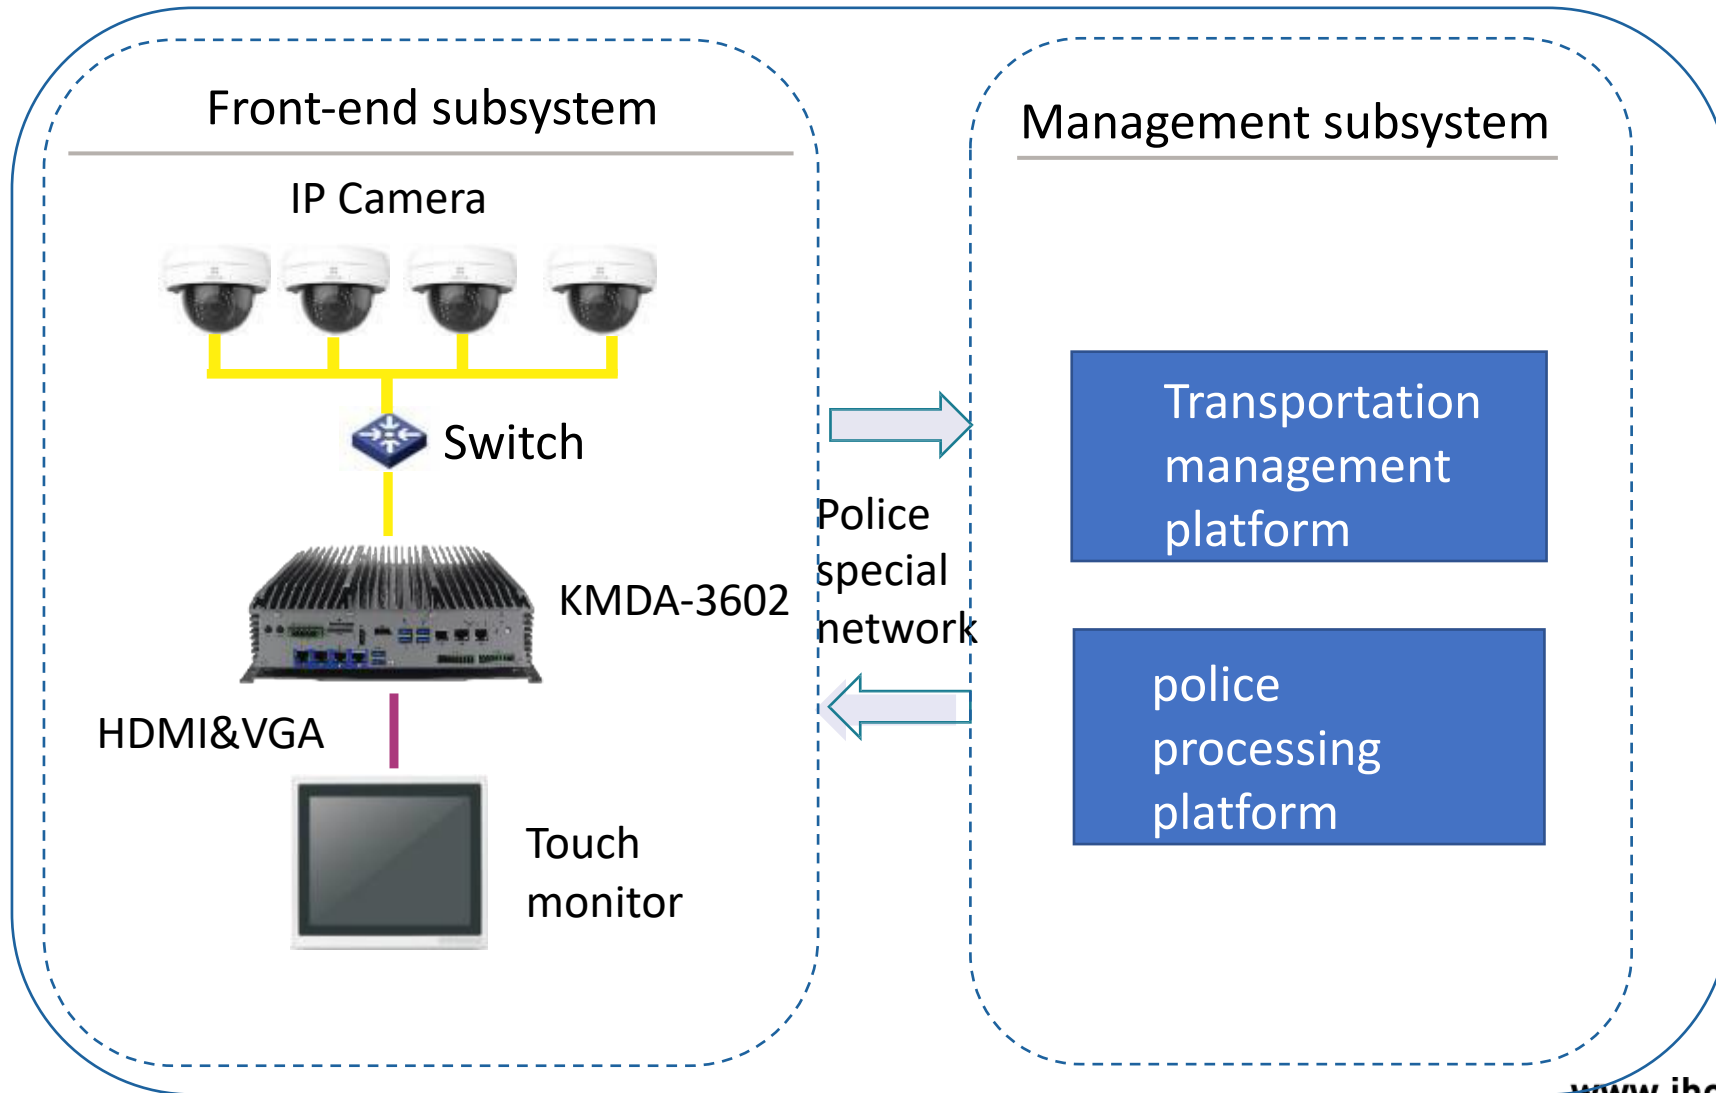 Front-end subsystem
IP Camera
Switch
KMDA-3602
HDMI&VGA
Touch
monitor
Police
special
network
Management subsystem
Transportation
management
platform
police
processing
platform